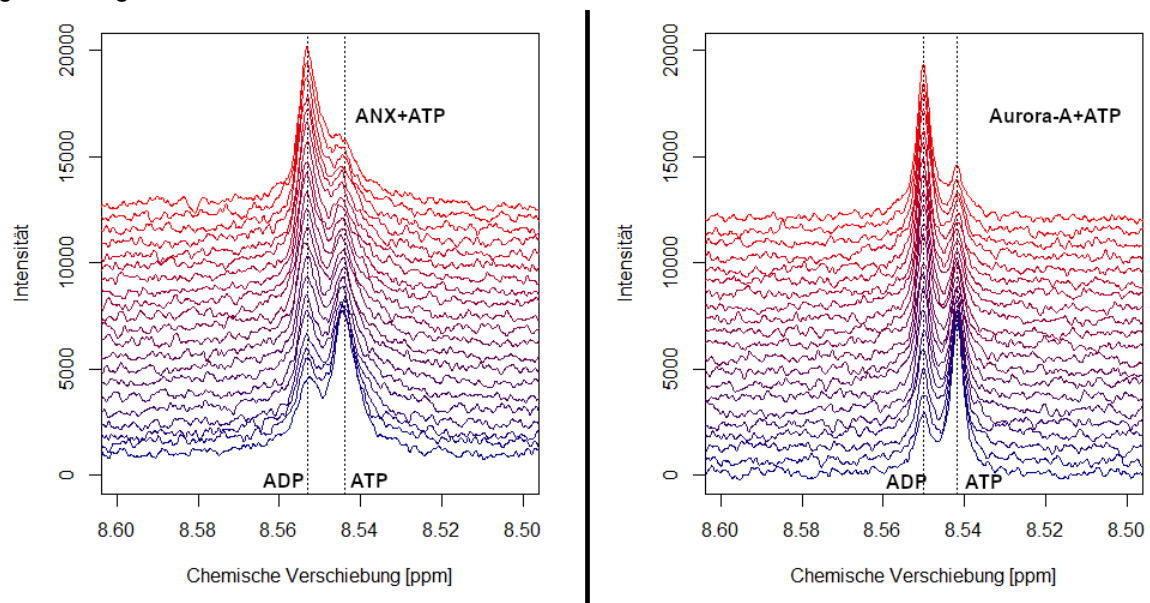 20000
15000
10000
5000
0
Intensität
ANX+ATP
ADP
ATP
8.60
8.58
8.56
8.54
8.52
8.50
Chemische Verschiebung [ppm]
20000
15000
10000
5000
0
Intensität
Aurora-A+ATP
ADP
ATP
8.60
8.58
8.56
8.54
8.52
8.50
Chemische Verschiebung [ppm]